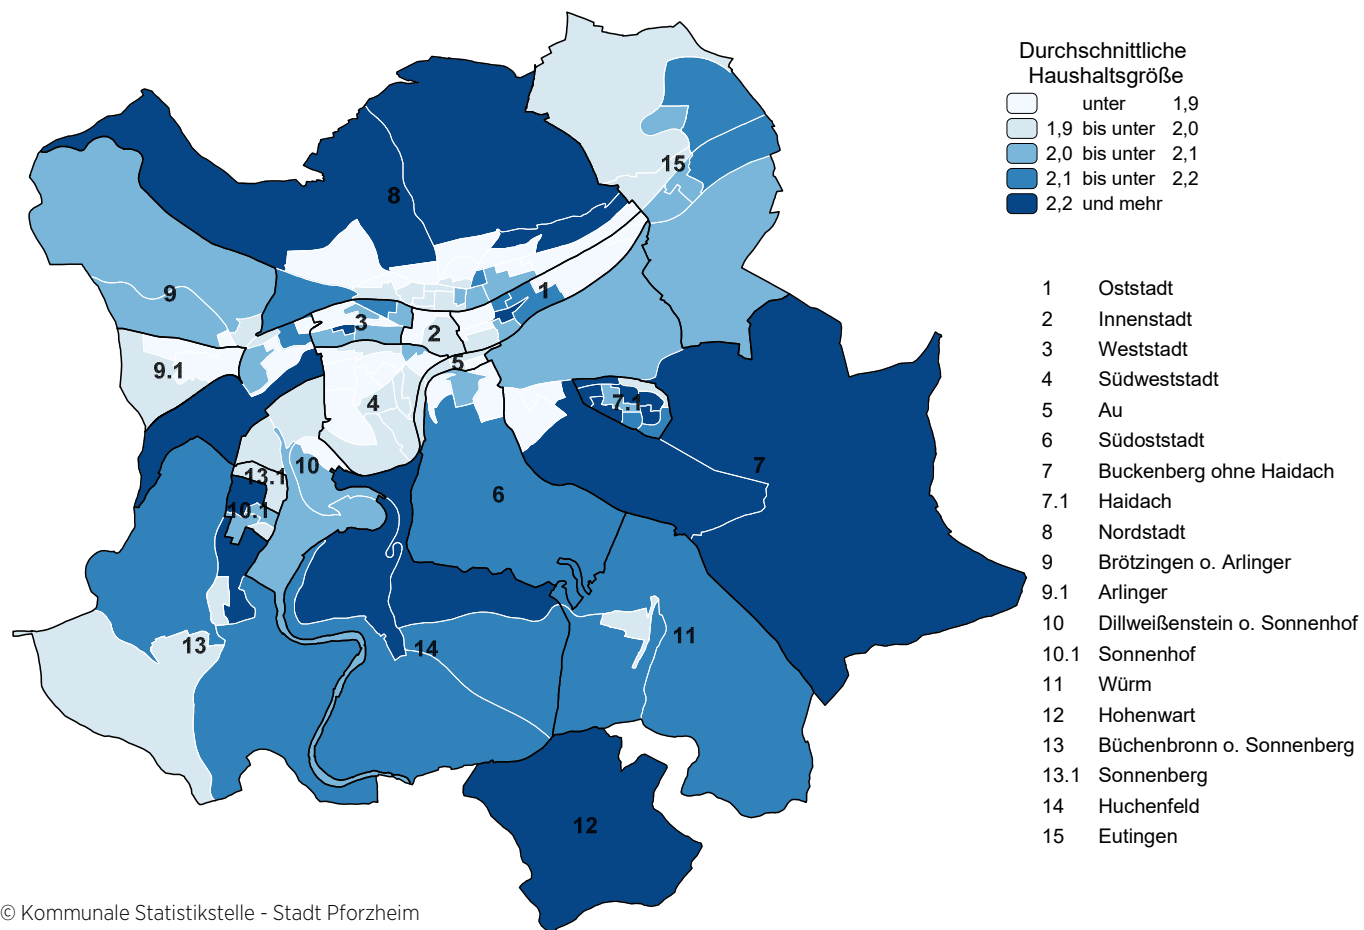 Durchschnittliche
Haushaltsgröße
unter 1,9
1,9 bis unter 2,0
2,0 bis unter 2,1
2,1 bis unter 2,2
2,2 und mehr
1 Oststadt
2 Innenstadt
3 Weststadt
4 Südweststadt
5 Au
6 Südoststadt
7 Buckenberg ohne Haidach
7.1 Haidach
8 Nordstadt
9 Brötzingen o. Arlinger
9.1 Arlinger
10 Dillweißenstein o. Sonnenhof
10.1 Sonnenhof
11 Würm
12 Hohenwart
13 Büchenbronn o. Sonnenberg
13.1 Sonnenberg
14 Huchenfeld
15 Eutingen
15
8
9
1
3
2
5
9.1
4
7.1
10
7
13.1
6
10.1
11
13
14
12
© Kommunale Statistikstelle - Stadt Pforzheim